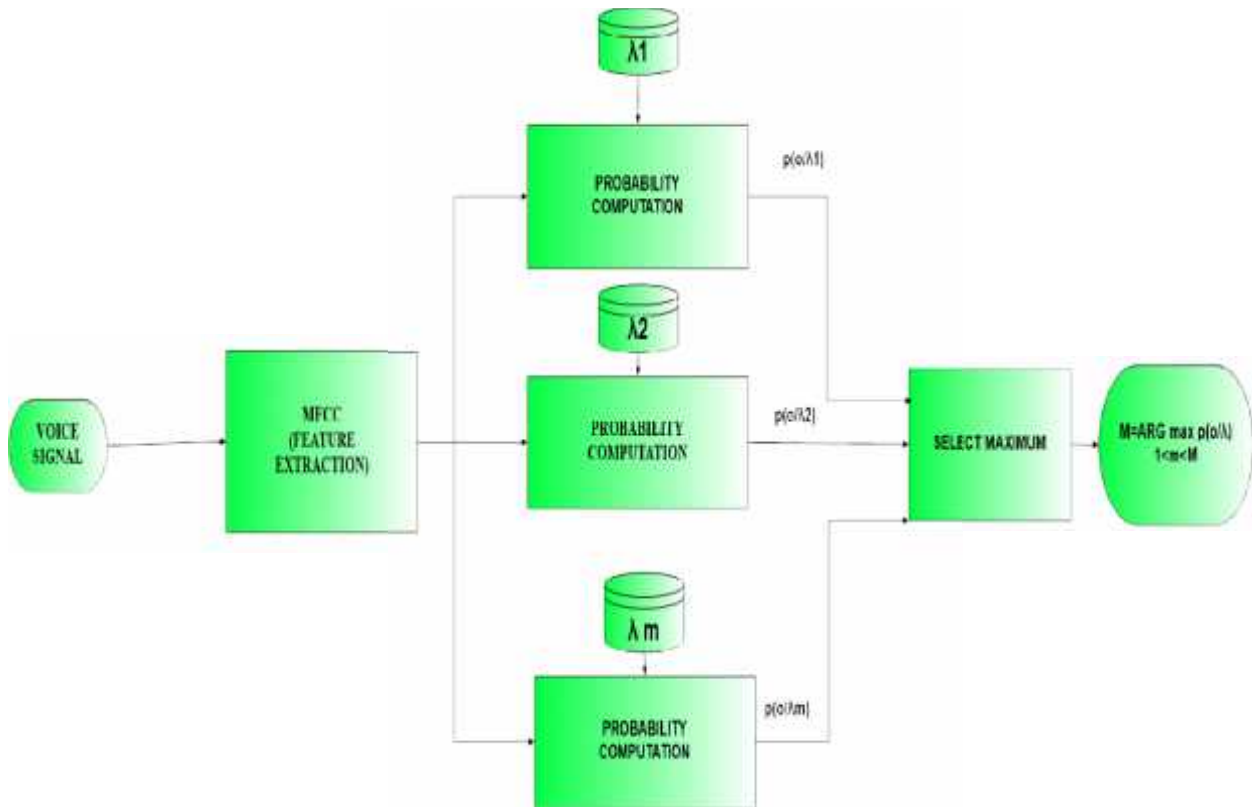 λ1
PROBABILITY
COMPUTATION
p(o/λ1)
λ2
VOICE
SIGNAL
MFCC
(FEATURE
EXTRACTION)
PROBABILITY
COMPUTATION
p(o/λ2)
SELECT MAXIMUM
M=ARG max p(o/λ)
1<m<M
λ m
PROBABILITY
COMPUTATION
p(o/λm)